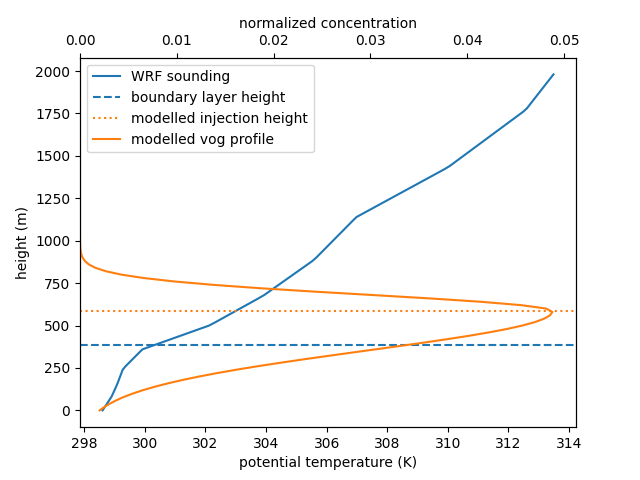 normalized concentration
0.00 0.01 0.02 0.03 0.04 0.05
WRF sounding
boundary layer height
modelled injection height
modelled vog profile
2000
1750
1500
1250
1000
750
500
250
0
height (m)
298 300 302 304 306 308 310 312 314
potential temperature (K)